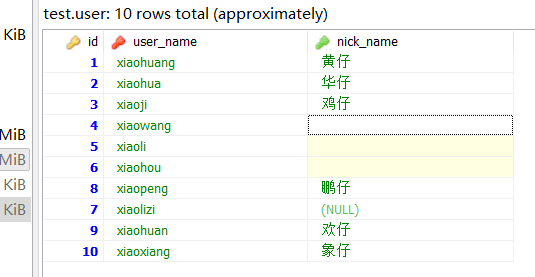 test.user: 10 rows total (approximately)
KiB
id user_name nick_name
1 xiaohuang 黄仔
2 xiaohua 华仔
3 xiaoji 鸡仔
MiB 4 xiaowang
MiB 5 xiaoli
KiB 6 xiaohou
KiB 8 xiaopeng 鹏仔
7 xiaolizi (NULL)
9 xiaohuan 欢仔
10 xiaoxiang 象仔